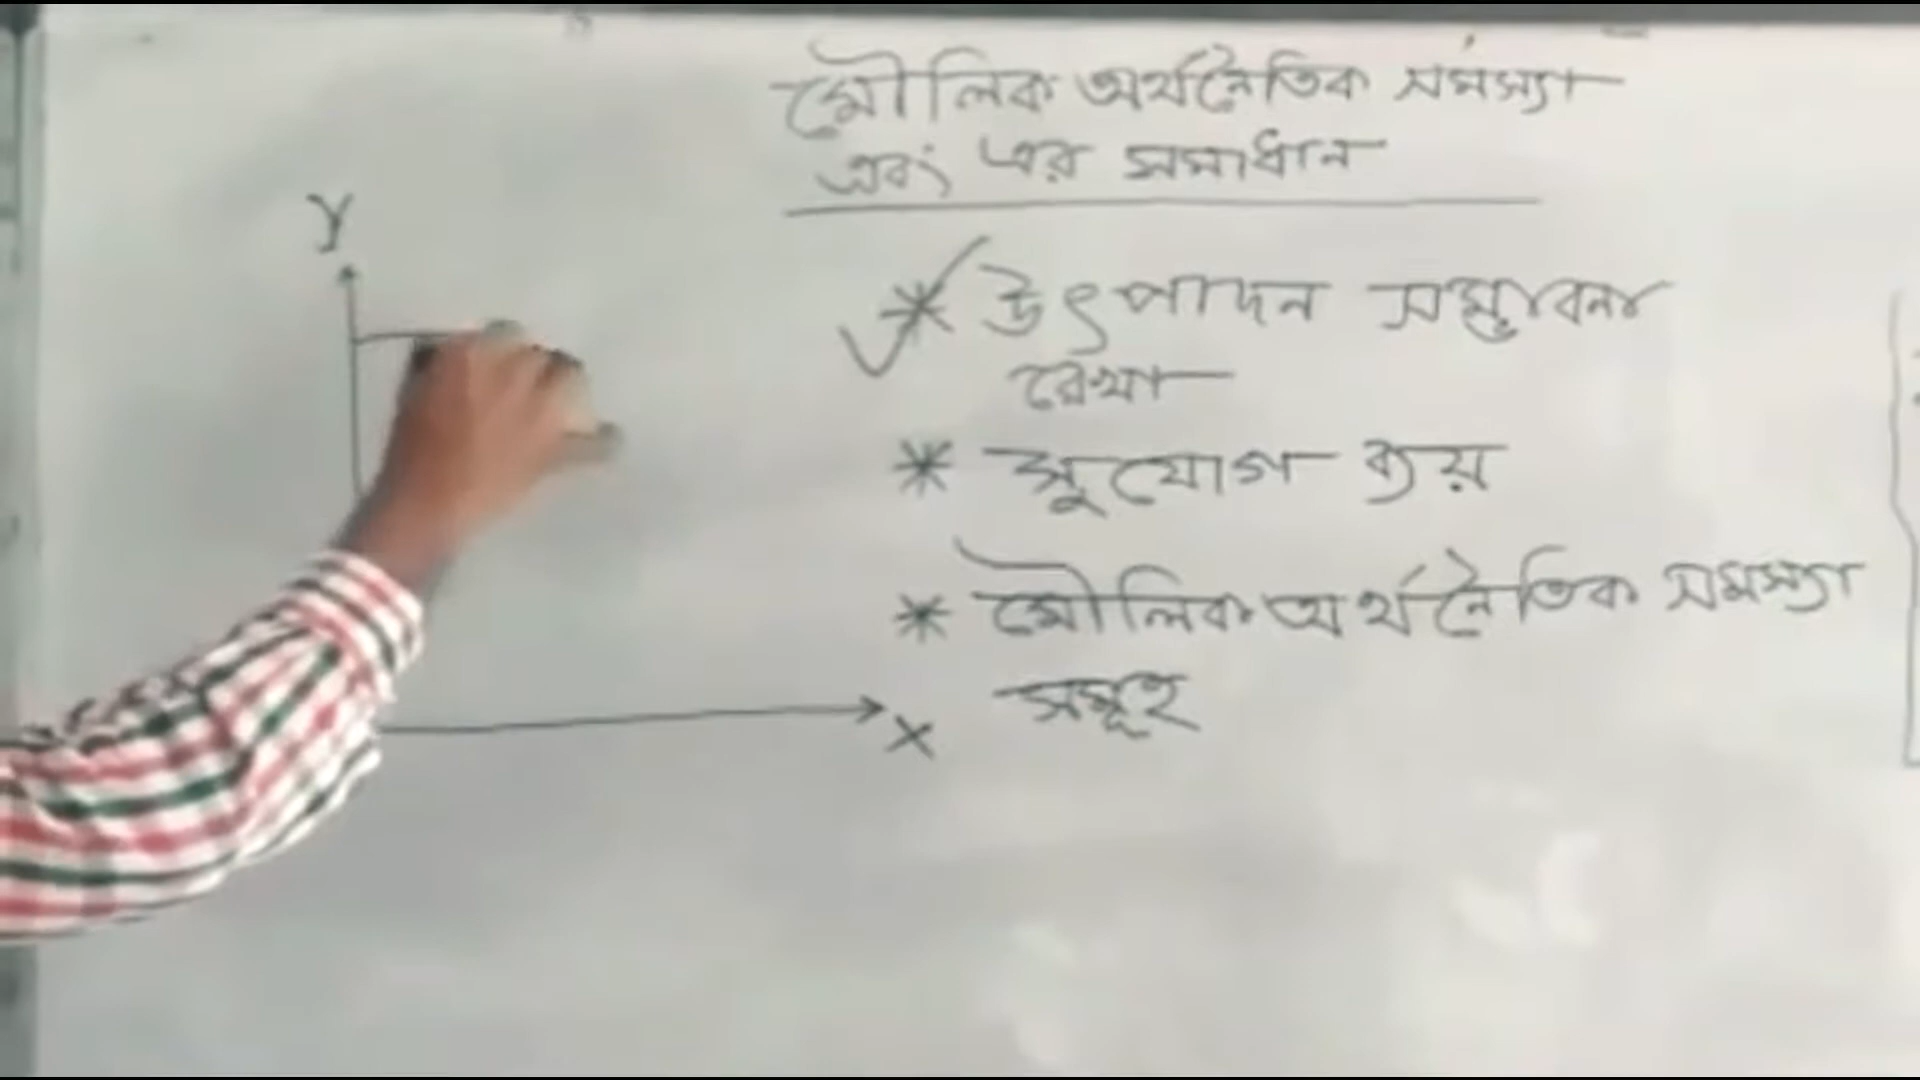 মৌলিক অর্থনৈতিক সমস্যা
এবং এর সমাধান
Y
* উৎপাদন সম্ভাবনা
রেখা
* সুযোগ ব্যয়
* মৌলিক অর্থনৈতিক সমস্যা
সমূহ
X